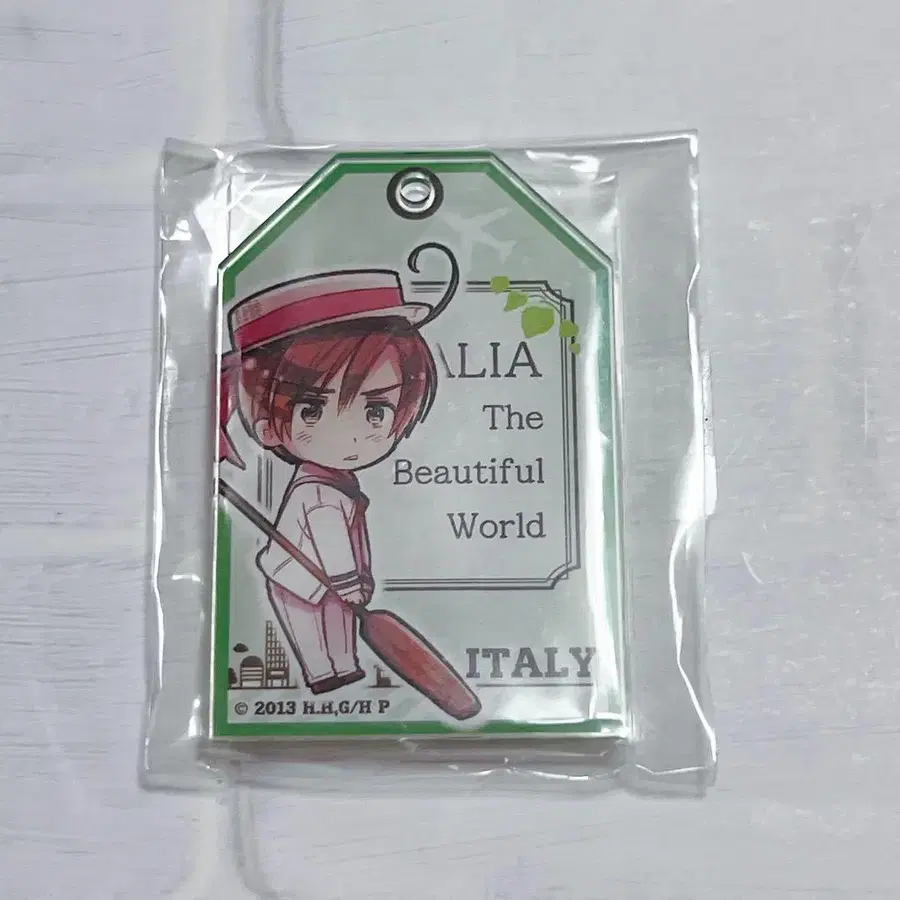 ALIA
The
Beautiful
World
ITALY
© 2013 H.H,G/H P